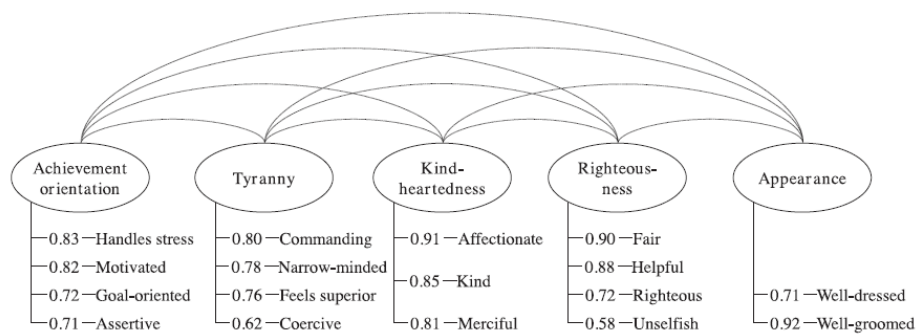 Achievement
orientation
Tyranny
Kind-
heartedness
Righteous-
ness
Appearance
0.83 Handles stress
0.82 Motivated
0.72 Goal-oriented
0.71 Assertive
0.80 Commanding
0.78 Narrow-minded
0.76 Feels superior
0.62 Coercive
0.91 Affectionate
0.85 Kind
0.81 Merciful
0.90 Fair
0.88 Helpful
0.72 Righteous
0.58 Unselfish
0.71 Well-dressed
0.92 Well-groomed